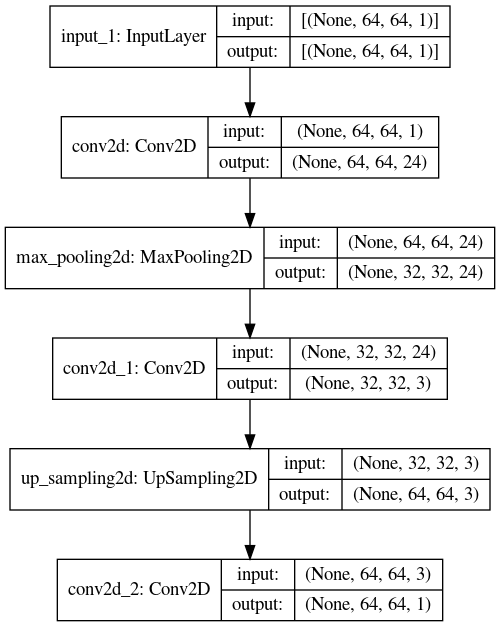 input_1: InputLayer
input:
[(None, 64, 64, 1)]
output:
[(None, 64, 64, 1)]
conv2d: Conv2D
input:
(None, 64, 64, 1)
output:
(None, 64, 64, 24)
max_pooling2d: MaxPooling2D
input:
(None, 64, 64, 24)
output:
(None, 32, 32, 24)
conv2d_1: Conv2D
input:
(None, 32, 32, 24)
output:
(None, 32, 32, 3)
up_sampling2d: UpSampling2D
input:
(None, 32, 32, 3)
output:
(None, 64, 64, 3)
conv2d_2: Conv2D
input:
(None, 64, 64, 3)
output:
(None, 64, 64, 1)